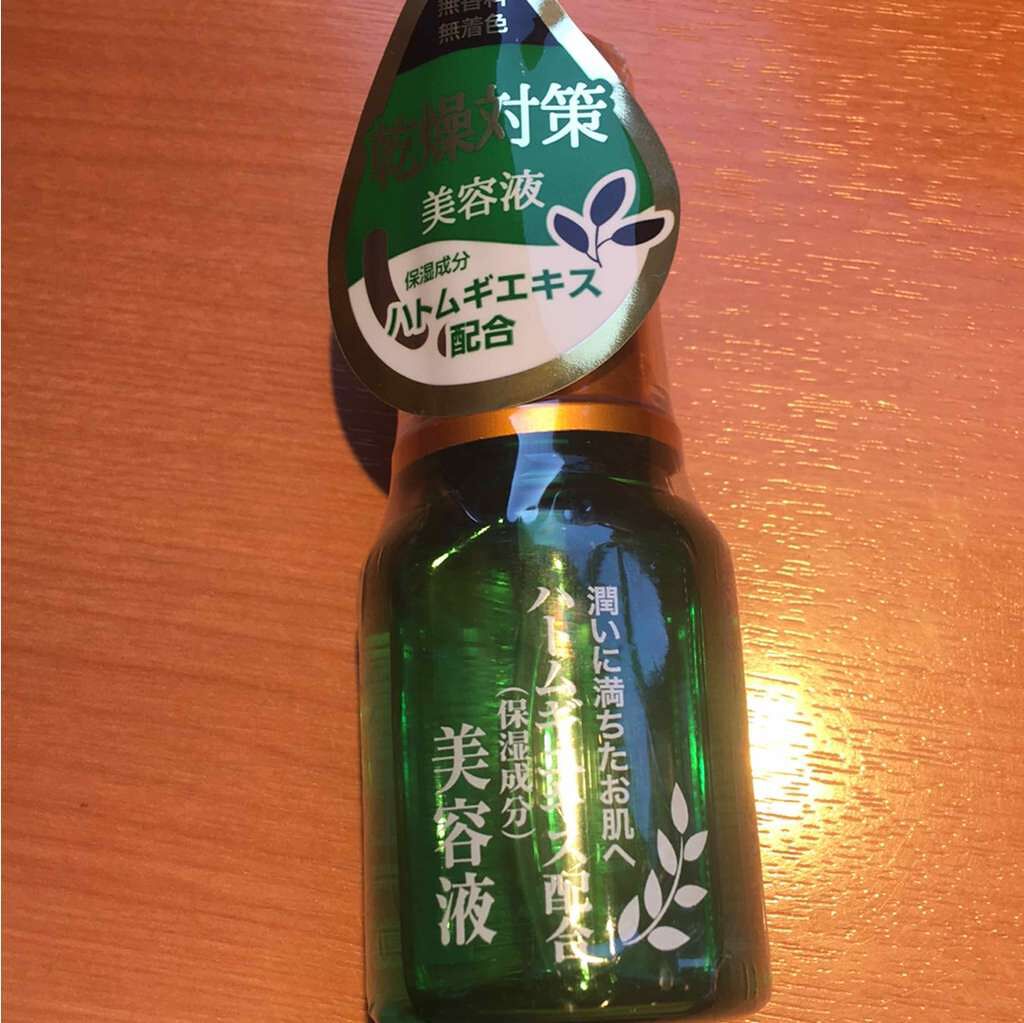 無香料
無着色
乾燥対策
美容液
保湿成分
ハトムギエキス
配合
潤いに満ちたお肌へ
ハトムギエキス配合
(保湿成分)
美容液